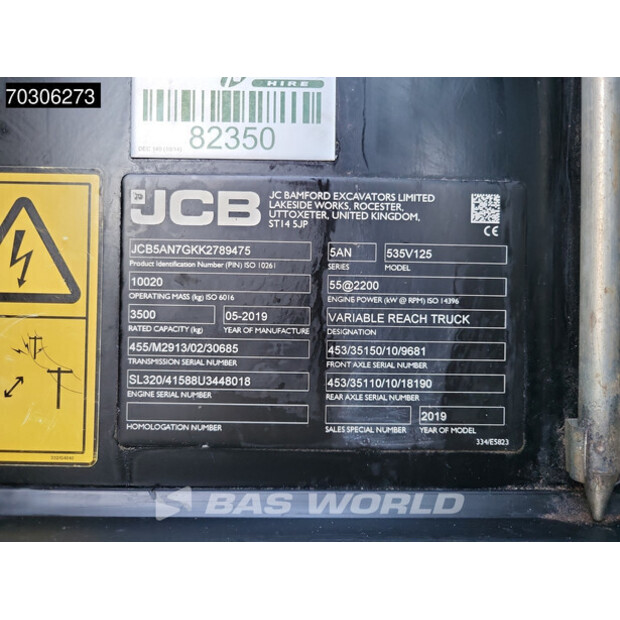 70306273
HIRE
82350
JCB
JC BAMFORD EXCAVATORS LIMITED
LAKESIDE WORKS, ROCESTER,
UTTOXETER, UNITED KINGDOM,
ST14 5JP
JCB5AN7GKK2789475
Product Identification Number (PIN) ISO 10261
5AN 535V125
SERIES MODEL
10020
OPERATING MASS (kg) ISO 6016
55@2200
ENGINE POWER (kW @ RPM) ISO 14396
3500 05-2019
RATED CAPACITY (kg) YEAR OF MANUFACTURE
VARIABLE REACH TRUCK
DESIGNATION
455/M2913/02/30685
TRANSMISSION SERIAL NUMBER
453/35150/10/9681
FRONT AXLE SERIAL NUMBER
SL320/41588U3448018
ENGINE SERIAL NUMBER
453/35110/10/18190
REAR AXLE SERIAL NUMBER
HOMOLOGATION NUMBER
2019
SALES SPECIAL NUMBER YEAR OF MODEL
334/E5823
BAS WORLD